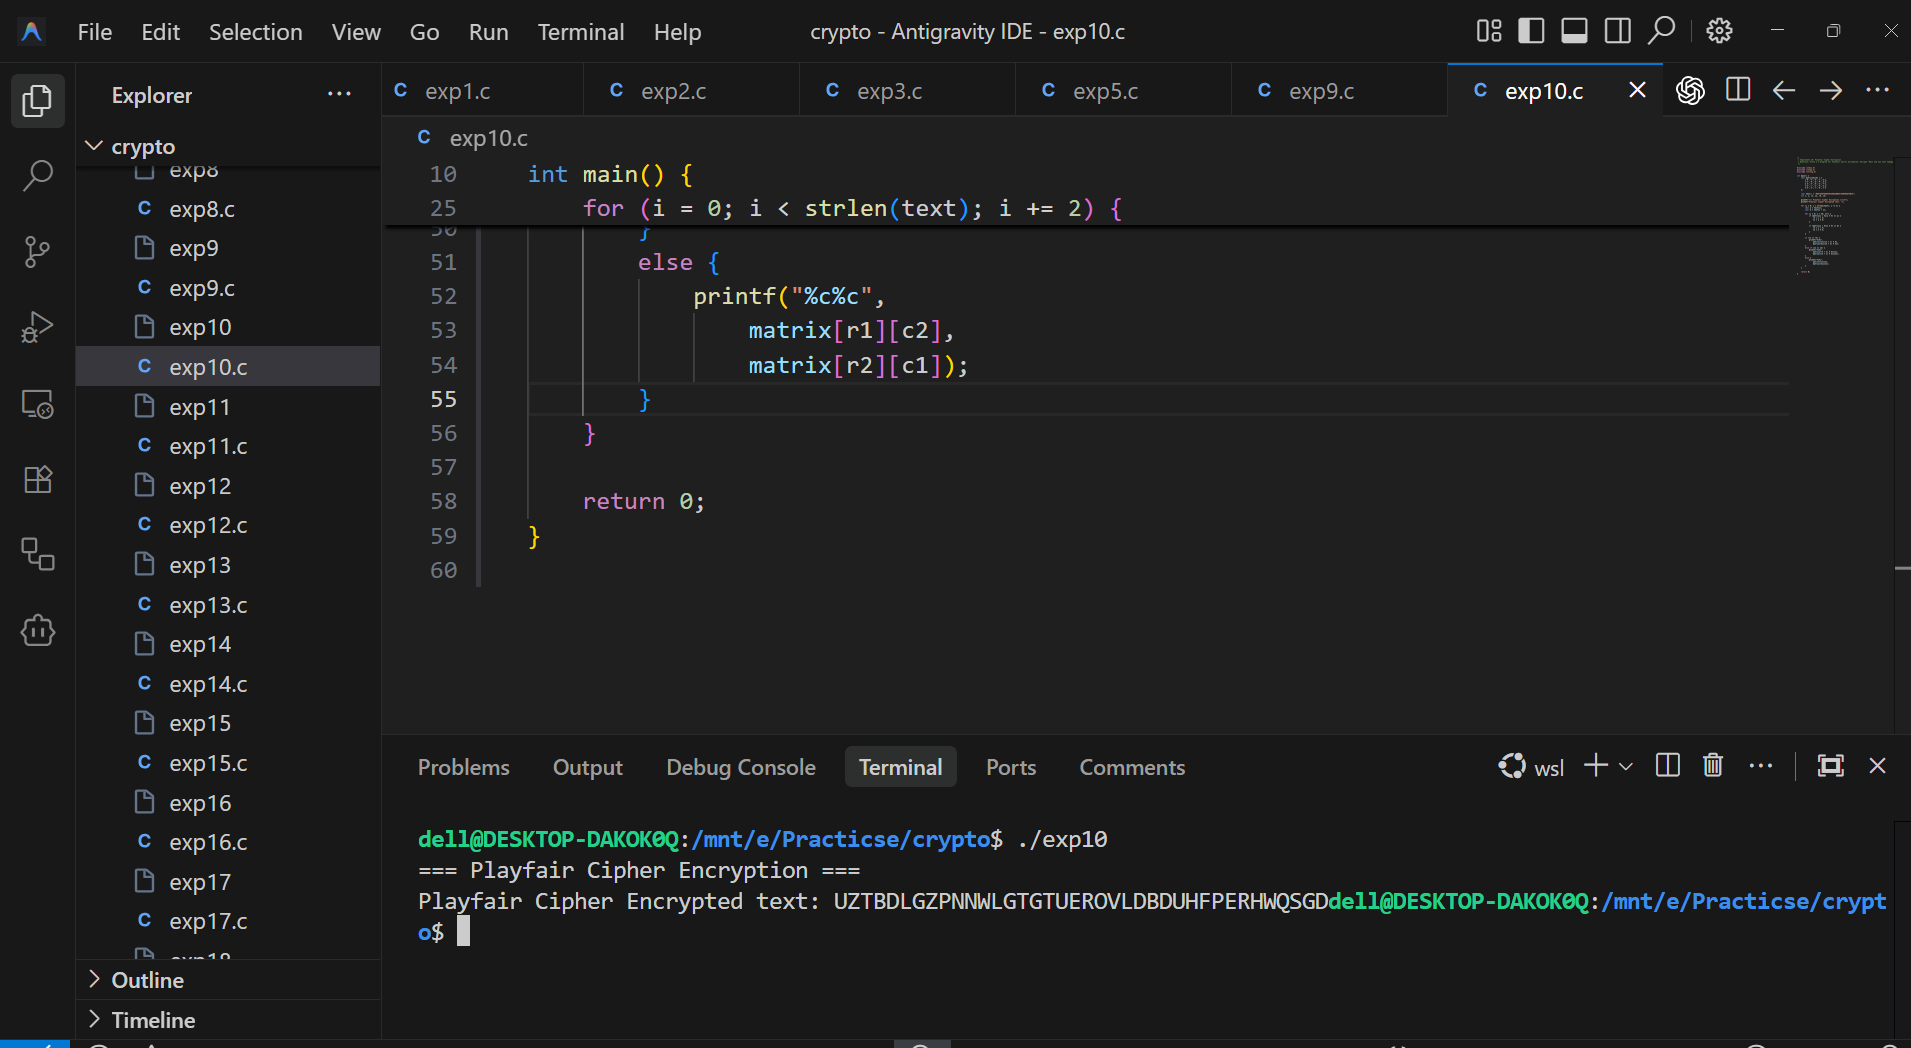 File Edit Selection View Go Run Terminal Help
crypto - Antigravity IDE - exp10.c
Explorer
crypto
exp8
exp8.c
exp9
exp9.c
exp10
exp10.c
exp11
exp11.c
exp12
exp12.c
exp13
exp13.c
exp14
exp14.c
exp15
exp15.c
exp16
exp16.c
exp17
exp17.c
exp18
Outline
Timeline
C exp1.c C exp2.c C exp3.c C exp5.c C exp9.c C exp10.c
C exp10.c
10 int main() {
25 for (i = 0; i < strlen(text); i += 2) {
50 }
51 else {
52 printf("%c%c",
53 matrix[r1][c2],
54 matrix[r2][c1]);
55 }
56 }
57
58 return 0;
59 }
60
Problems Output Debug Console Terminal Ports Comments
wsl
dell@DESKTOP-DAKOK0Q:/mnt/e/Practicse/crypto$ ./exp10
=== Playfair Cipher Encryption ===
Playfair Cipher Encrypted text: UZTBDLGZPNNWLGTGTUEROVLDBDUHFPERHWQSGDdell@DESKTOP-DAKOK0Q:/mnt/e/Practicse/crypt
o$